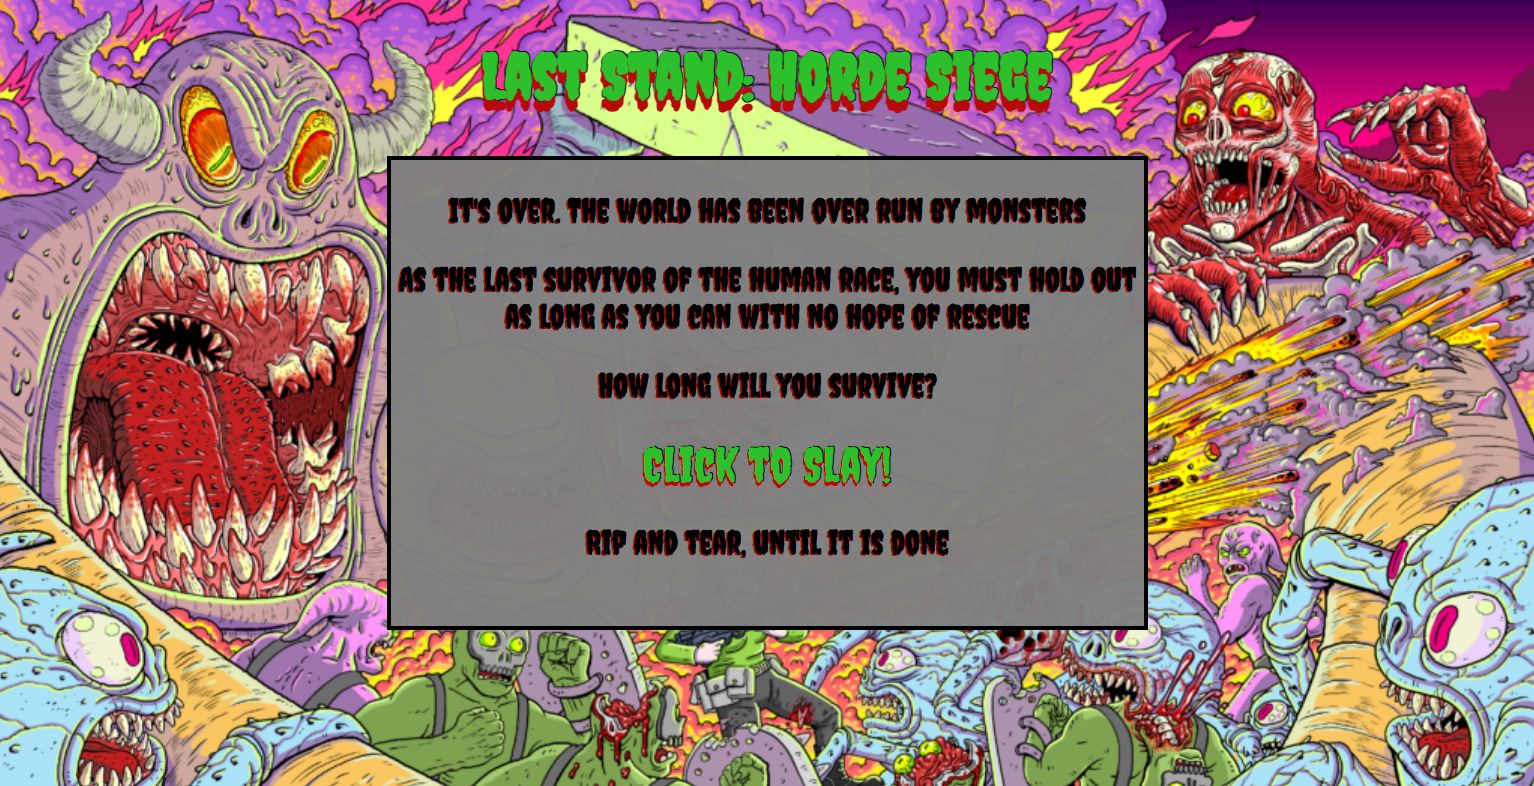 LAST STAND: HORDE SIEGE
IT'S OVER. THE WORLD HAS BEEN OVER RUN BY MONSTERS
AS THE LAST SURVIVOR OF THE HUMAN RACE, YOU MUST HOLD OUT
AS LONG AS YOU CAN WITH NO HOPE OF RESCUE
HOW LONG WILL YOU SURVIVE?
CLICK TO SLAY!
RIP AND TEAR, UNTIL IT IS DONE